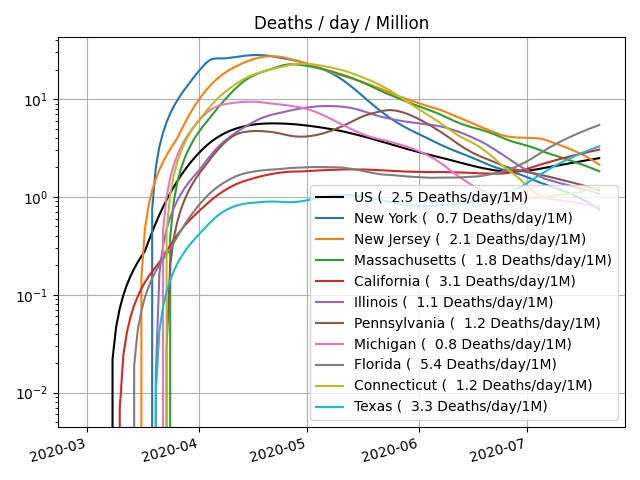 Deaths / day / Million
10¹
10⁰
10⁻¹
10⁻²
US (  2.5 Deaths/day/1M)
New York (  0.7 Deaths/day/1M)
New Jersey (  2.1 Deaths/day/1M)
Massachusetts (  1.8 Deaths/day/1M)
California (  3.1 Deaths/day/1M)
Illinois (  1.1 Deaths/day/1M)
Pennsylvania (  1.2 Deaths/day/1M)
Michigan (  0.8 Deaths/day/1M)
Florida (  5.4 Deaths/day/1M)
Connecticut (  1.2 Deaths/day/1M)
Texas (  3.3 Deaths/day/1M)
2020-03
2020-04
2020-05
2020-06
2020-07